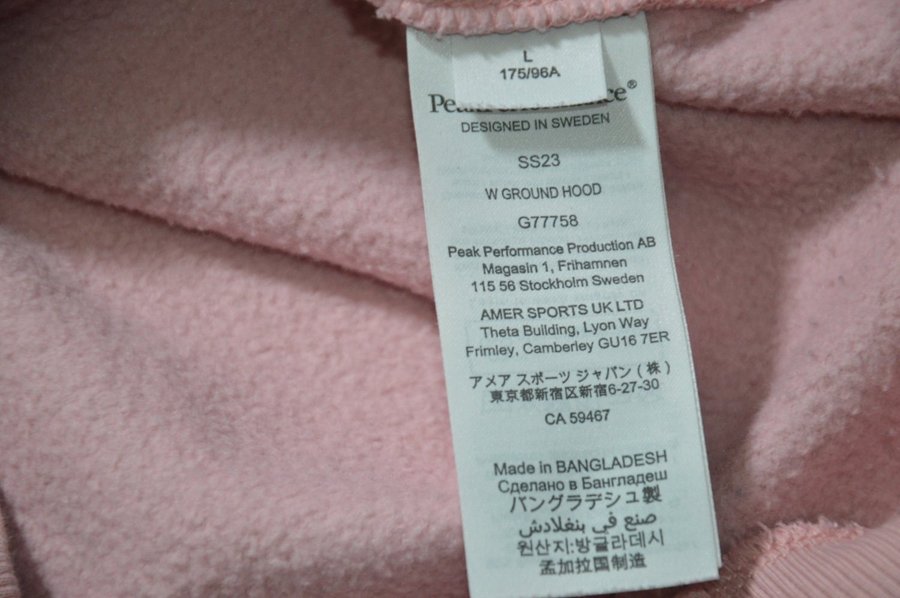 L
175/96A
Peak Performance®
DESIGNED IN SWEDEN
SS23
W GROUND HOOD
G77758
Peak Performance Production AB
Magasin 1, Frihamnen
115 56 Stockholm Sweden
AMER SPORTS UK LTD
Theta Building, Lyon Way
Frimley, Camberley GU16 7ER
アメア スポーツ ジャパン ( 株 )
東京都新宿区新宿6-27-30
CA 59467
Made in BANGLADESH
Сделано в Бангладеш
バングラデシュ製
صنع في بنغلادش
원산지:방글라데시
孟加拉国制造